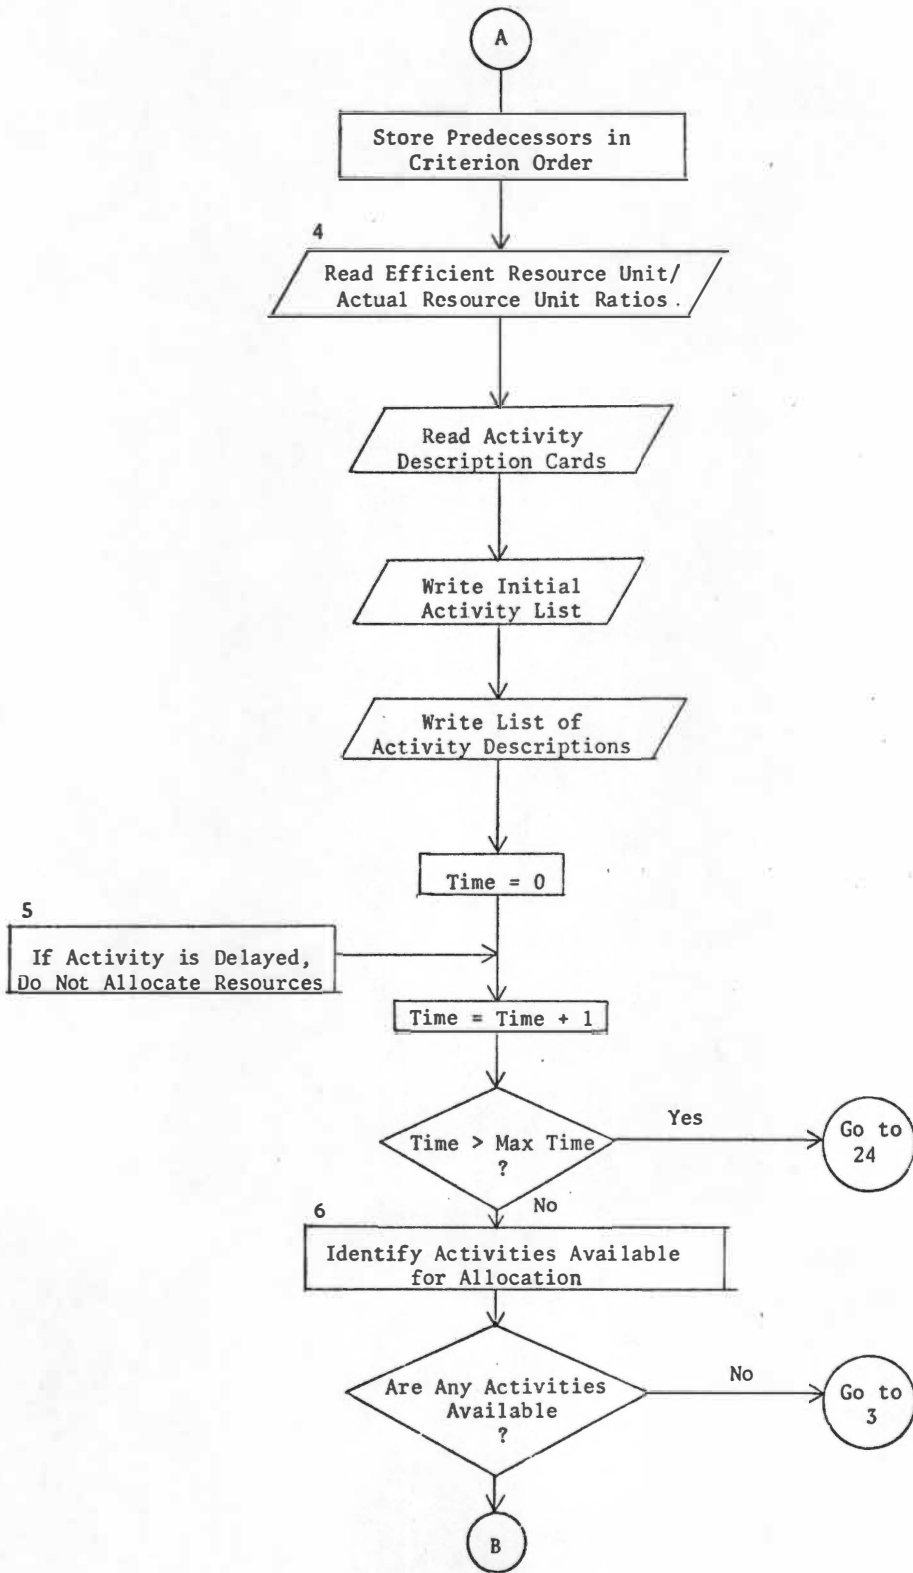 A
Store Predecessors in
Criterion Order
4
Read Efficient Resource Unit/
Actual Resource Unit Ratios.
Read Activity
Description Cards
Write Initial
Activity List
Write List of
Activity Descriptions
Time = 0
5
If Activity is Delayed,
Do Not Allocate Resources
Time = Time + 1
Time > Max Time
?
Yes
Go to
24
No
6
Identify Activities Available
for Allocation
Are Any Activities
Available
?
No
Go to
3
B